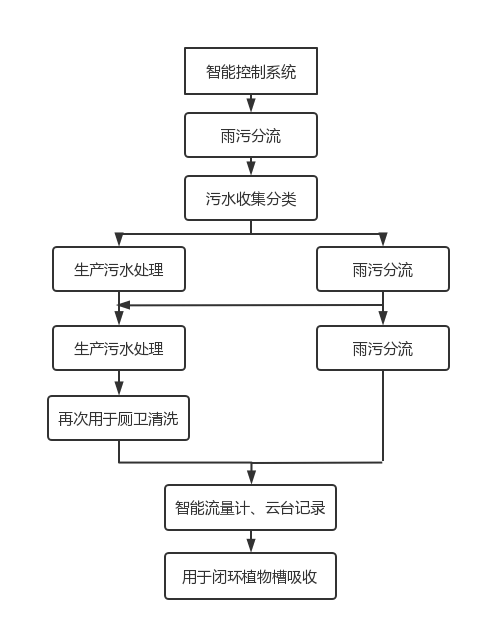 智能控制系统
雨污分流
污水收集分类
生产污水处理
雨污分流
生产污水处理
雨污分流
再次用于厕卫清洗
智能流量计、云台记录
用于闭环植物槽吸收